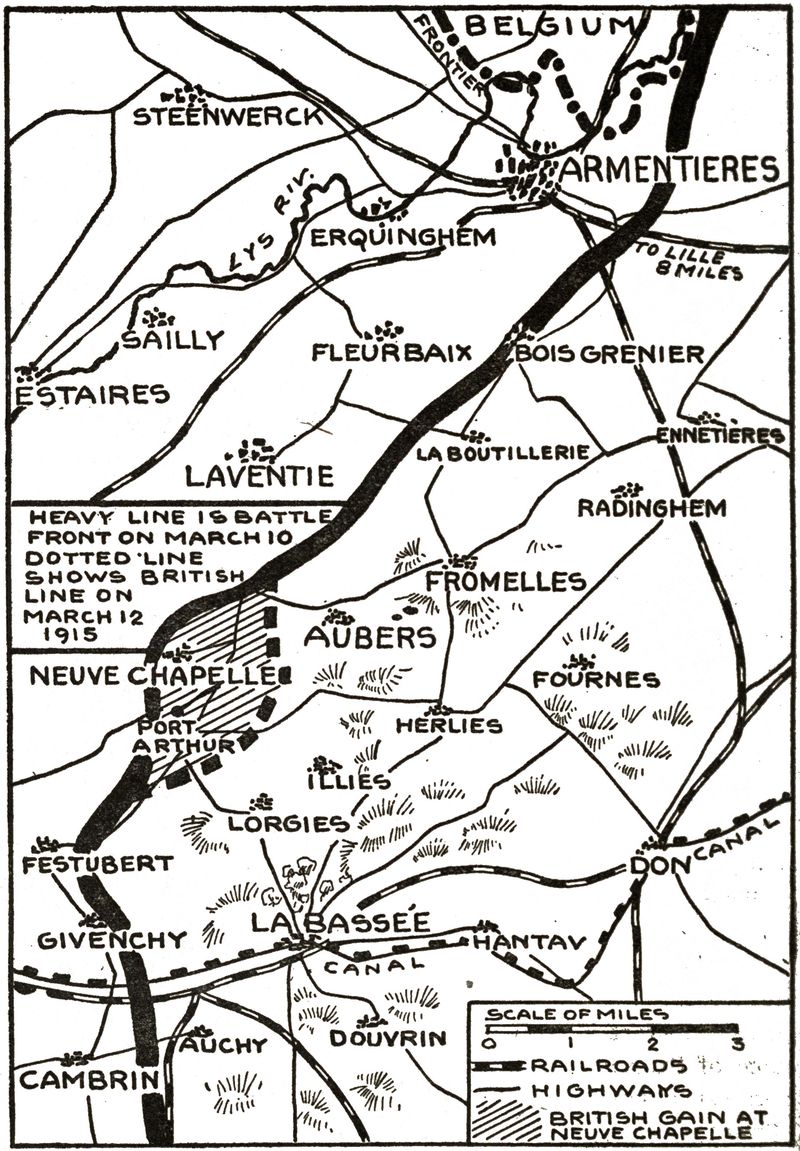 BELGIUM
FRONTIER
STEENWERCK
ARMENTIERES
LYS RIV.
ERQUINGHEM
TO LILLE
8 MILES
SAILLY
FLEURBAIX
BOIS GRENIER
ESTAIRES
LA BOUTILLERIE
ENNETIERES
LAVENTIE
RADINGHEM
HEAVY LINE IS BATTLE
FRONT ON MARCH 10
DOTTED LINE
SHOWS BRITISH
LINE ON
MARCH 12
1915
FROMELLES
AUBERS
NEUVE CHAPELLE
FOURNES
PORT
ARTHUR
HERLIES
ILLIES
LORGIES
FESTUBERT
DON
CANAL
LA BASSÉE
GIVENCHY
HANTAV
CANAL
DOUVRIN
AUCHY
CAMBRIN
SCALE OF MILES
0 1 2 3
RAILROADS
HIGHWAYS
BRITISH GAIN AT
NEUVE CHAPELLE